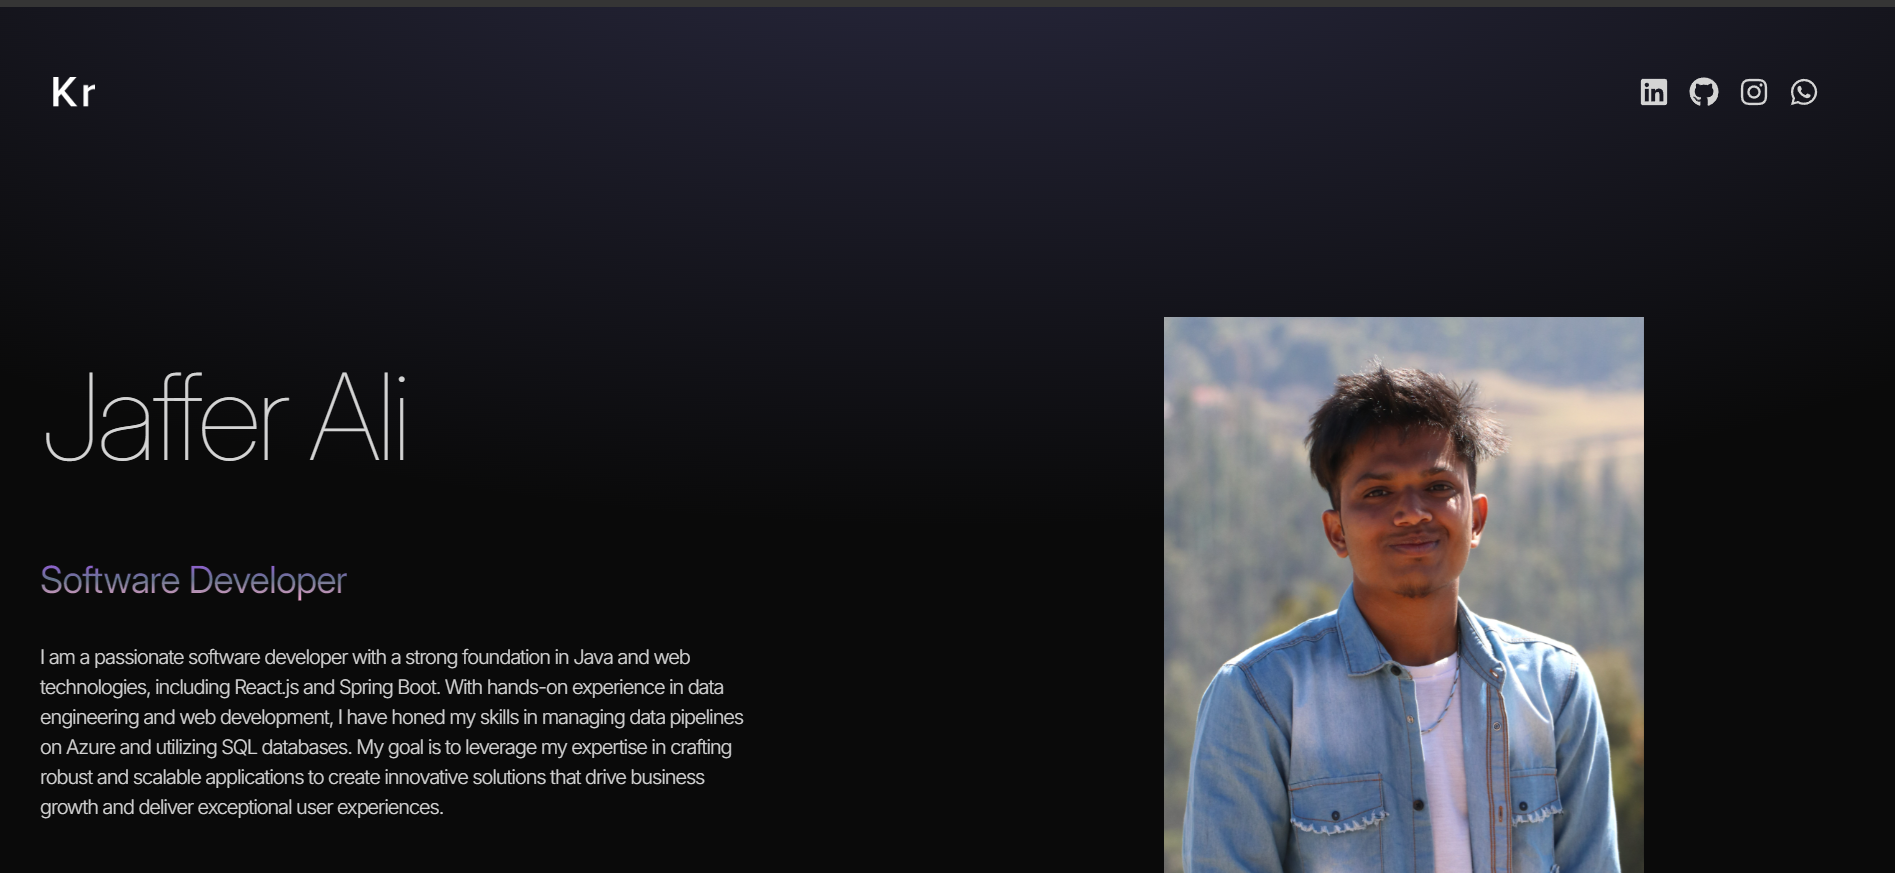 Kr
Jaffer Ali
Software Developer
I am a passionate software developer with a strong foundation in Java and web
technologies, including React.js and Spring Boot. With hands-on experience in data
engineering and web development, I have honed my skills in managing data pipelines
on Azure and utilizing SQL databases. My goal is to leverage my expertise in crafting
robust and scalable applications to create innovative solutions that drive business
growth and deliver exceptional user experiences.